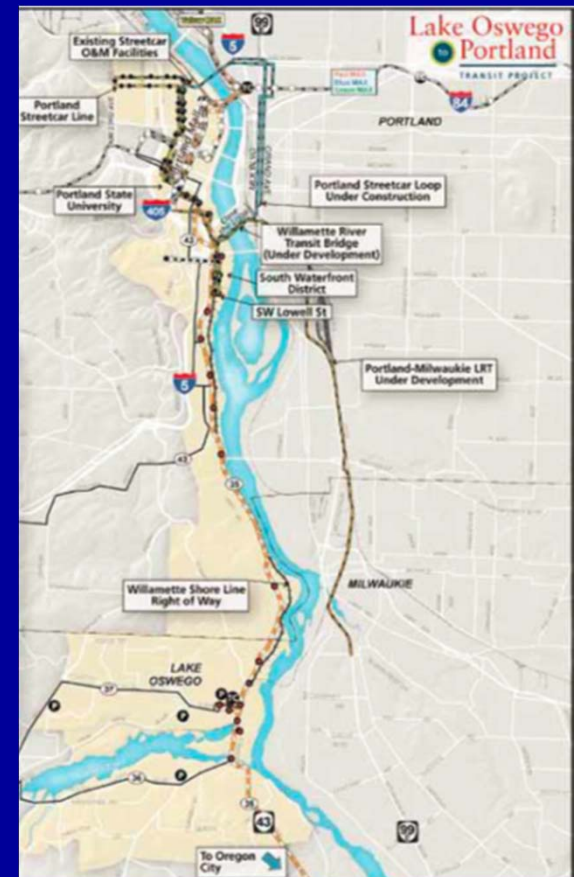 Lake Oswego
to Portland
TRANSIT PROJECT
99
5
Existing Streetcar
O&M Facilities
84
Portland
Streetcar Line
PORTLAND
Portland State
University
405
43
Portland Streetcar Loop
Under Construction
Willamette River
Transit Bridge
(Under Development)
South Waterfront
District
SW Lowell St
Portland-Milwaukie LRT
Under Development
5
43
35
Willamette Shore Line
Right of Way
MILWAUKIE
LAKE
OSWEGO
P
37
P
P
P
36
35
43
99
To Oregon
City